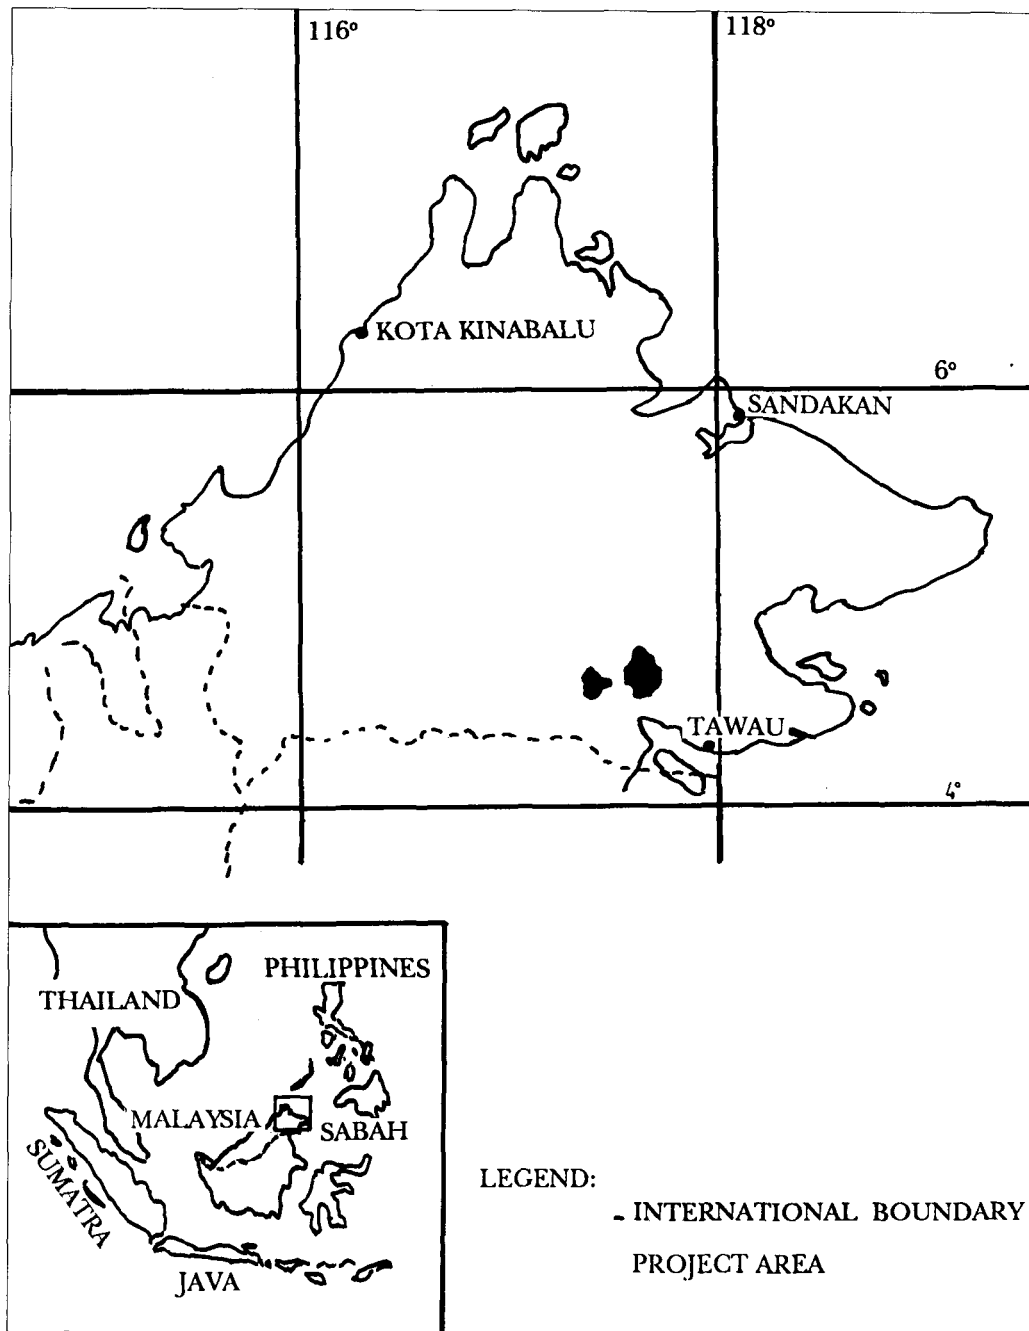 116°
118°
KOTA KINABALU
6°
SANDAKAN
TAWAU
4°
PHILIPPINES
THAILAND
MALAYSIA
SABAH
SUMATRA
JAVA
LEGEND:
- INTERNATIONAL BOUNDARY
PROJECT AREA